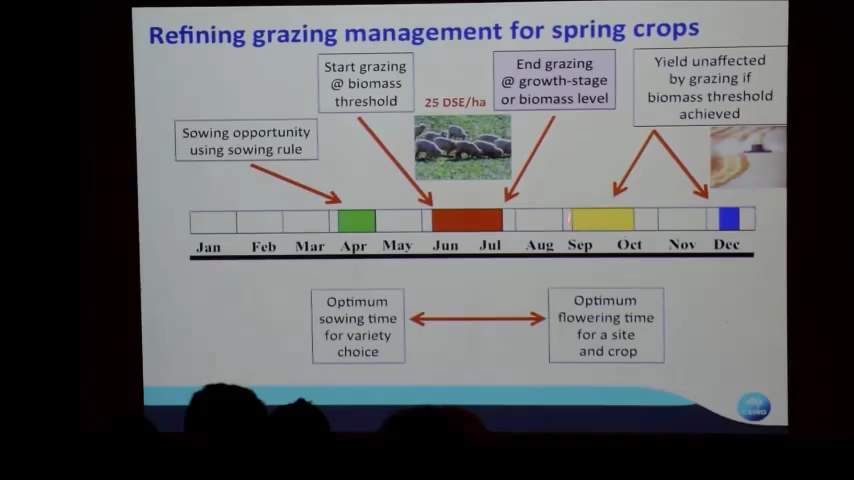 Refining grazing management for spring crops
Start grazing
@ biomass
threshold
25 DSE/ha
End grazing
@ growth-stage
or biomass level
Yield unaffected
by grazing if
biomass threshold
achieved
Sowing opportunity
using sowing rule
Jan Feb Mar Apr May Jun Jul Aug Sep Oct Nov Dec
Optimum
sowing time
for variety
choice
Optimum
flowering time
for a site
and crop
CSIRO